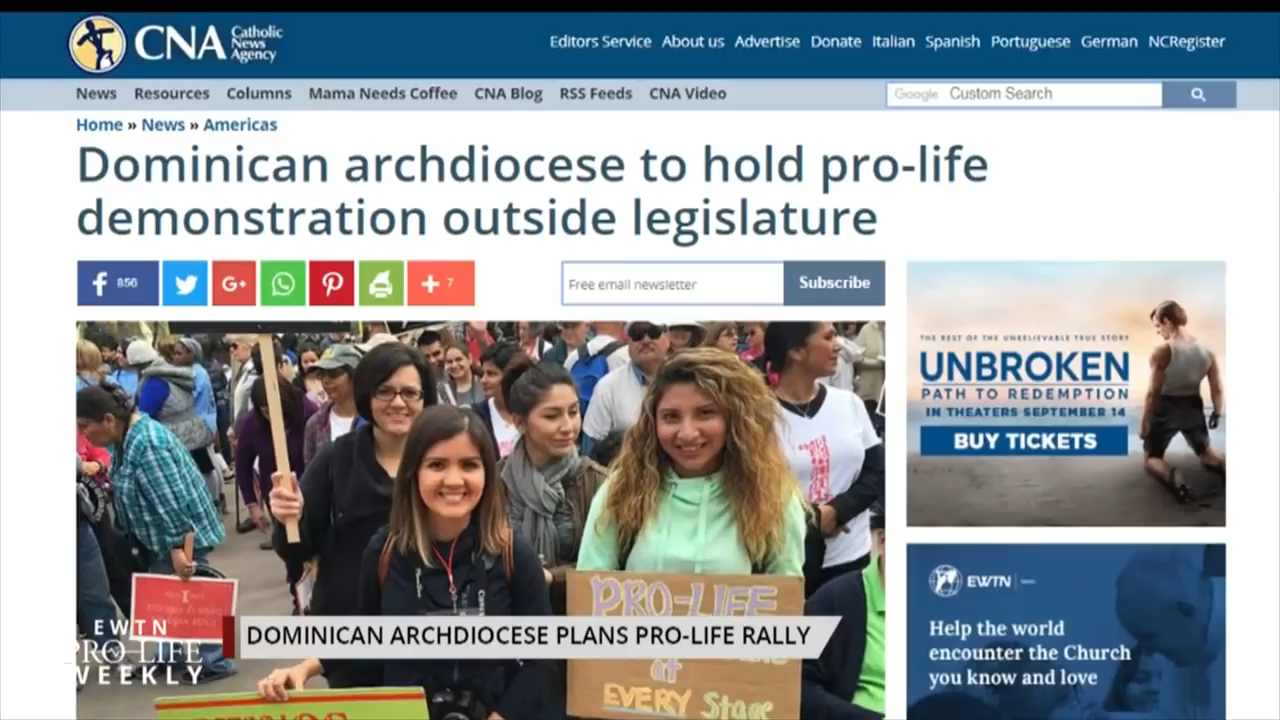 CNA
Catholic
News
Agency
Editors Service About us Advertise Donate Italian Spanish Portuguese German NCRegister
News Resources Columns Mama Needs Coffee CNA Blog RSS Feeds CNA Video
Google Custom Search
Home » News » Americas
Dominican archdiocese to hold pro-life
demonstration outside legislature
856
G+
+ 7
Free email newsletter
Subscribe
THE REST OF THE UNBELIEVABLE TRUE STORY
UNBROKEN
PATH TO REDEMPTION
IN THEATERS SEPTEMBER 14
BUY TICKETS
PRO-LIFE
at
EVERY Stage
EWTN
PRO LIFE
WEEKLY
DOMINICAN ARCHDIOCESE PLANS PRO-LIFE RALLY
EWTN
Help the world
encounter the Church
you know and love